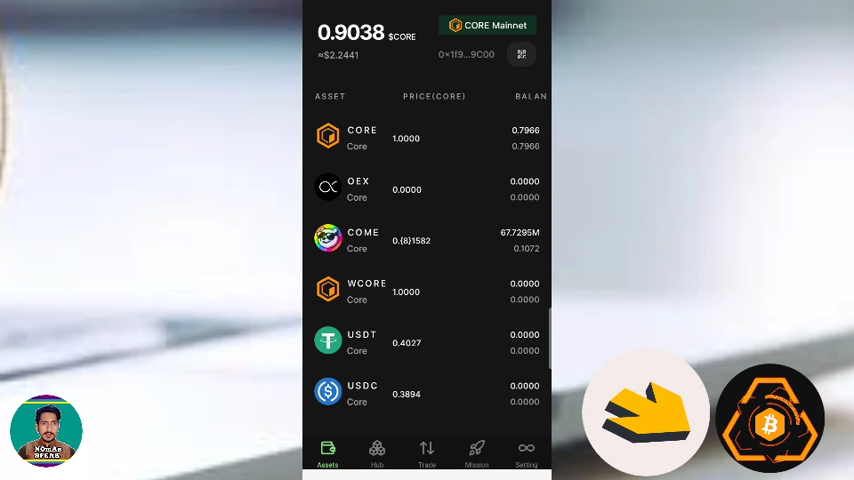 0.9038 $CORE
CORE Mainnet
≈$2.2441
0x1f9...9C00
ASSET PRICE(CORE) BALAN
CORE 1.0000 0.7966
Core 0.7966
OEX 0.0000 0.0000
Core 0.0000
COME 0.{8}1582 67.7295M
Core 0.1072
WCORE 1.0000 0.0000
Core 0.0000
USDT 0.4027 0.0000
Core 0.0000
USDC 0.3894 0.0000
Core 0.0000
Assets Hub Trace Mission Setting
NOMAN
SPEAK